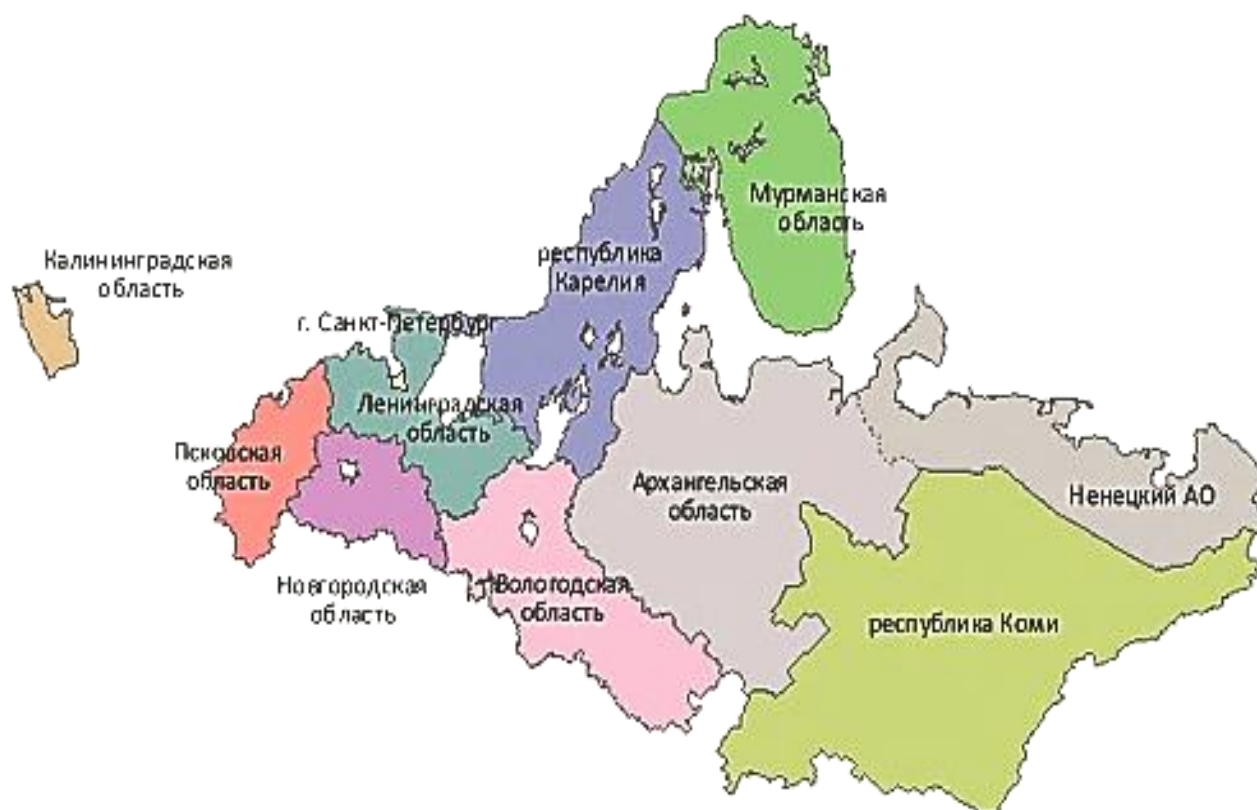 Мурманская
область
республика
Карелия
Калининградская
область
г. Санкт-Петербург
Ленинградская
область
Псковская
область
Архангельская
область
Ненецкий АО
Новгородская
область
Вологодская
область
республика Коми